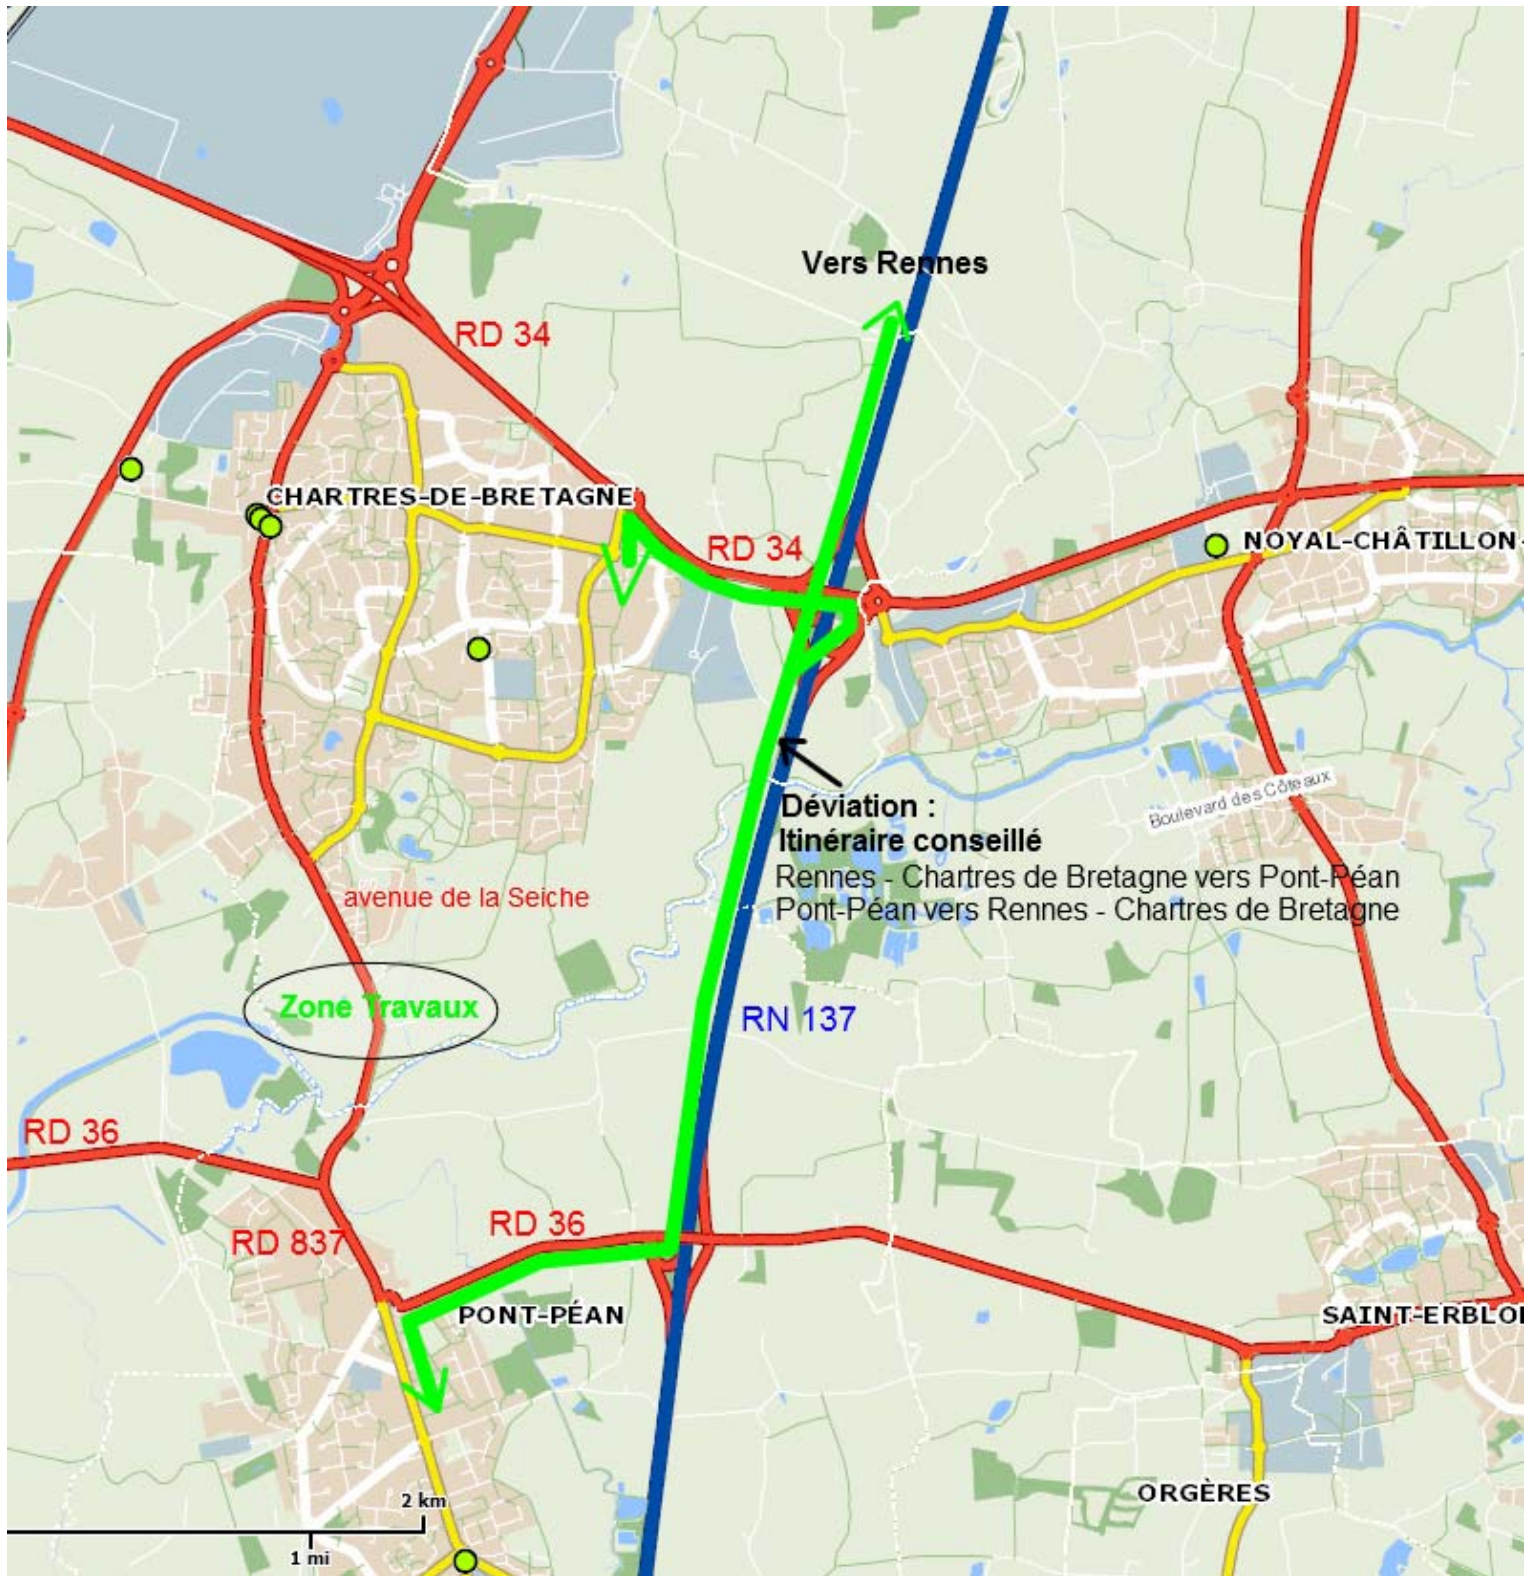 Vers Rennes
RD 34
CHARTRES-DE-BRETAGNE
RD 34
NOYAL-CHÂTILLON-
Déviation :
Itinéraire conseillé
Rennes - Chartres de Bretagne vers Pont-Péan
Pont-Péan vers Rennes - Chartres de Bretagne
Boulevard des Côteaux
avenue de la Seiche
Zone Travaux
RN 137
RD 36
RD 837
RD 36
PONT-PÉAN
SAINT-ERBLO
ORGÈRES
2 km
1 mi